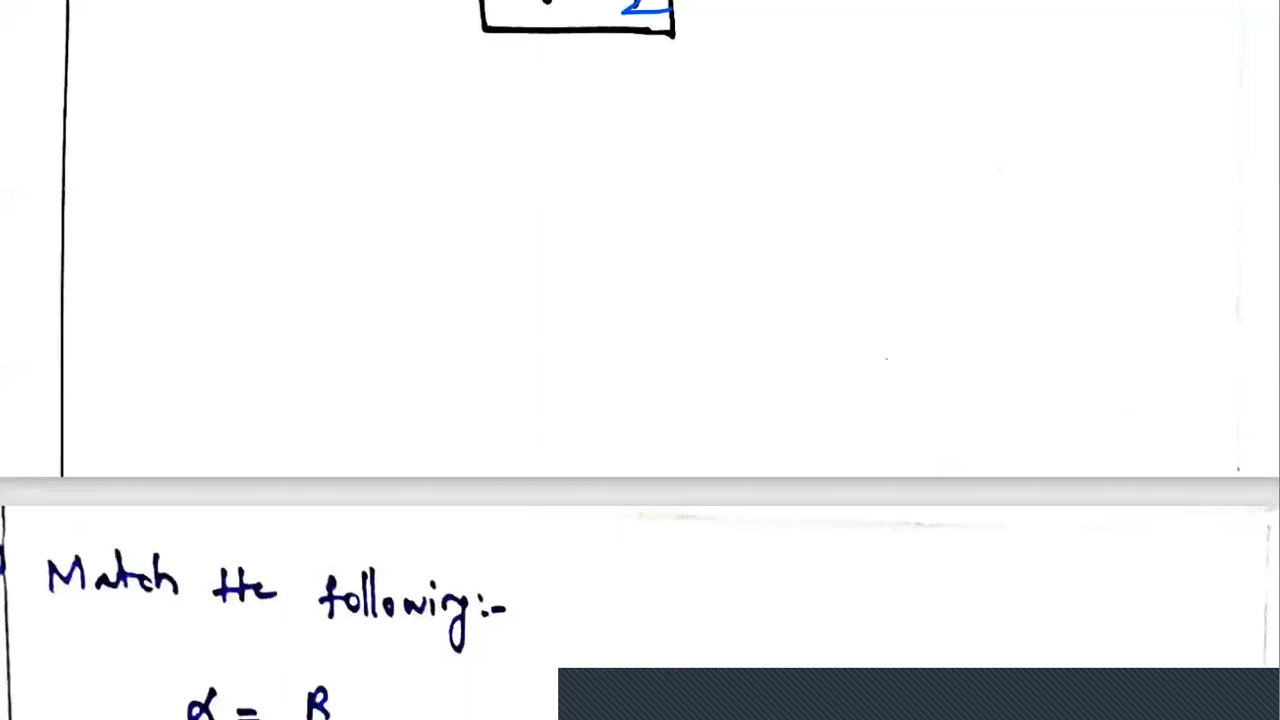 Match the following:-
α = β